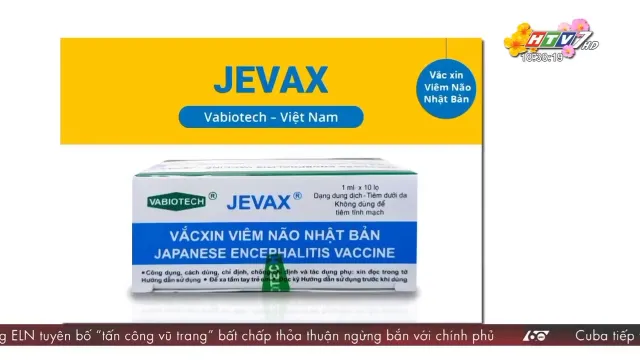 HTV7 HD
10:30:19
JEVAX
Vabiotech – Việt Nam
Vắc xin
Viêm Não
Nhật Bản
VABIOTECH ®
JEVAX ®
1 ml x 10 lọ
Dạng dung dịch - Tiêm dưới da
Không dùng để
tiêm tĩnh mạch
VẮCXIN VIÊM NÃO NHẬT BẢN
JAPANESE ENCEPHALITIS VACCINE
•Công dụng, cách dùng, chỉ định, chống chỉ định và tác dụng phụ: xin đọc trong tờ
Hướng dẫn sử dụng •Để xa tầm tay trẻ em •Đọc kỹ Hướng dẫn sử dụng trước khi dùng
g ELN tuyên bố "tấn công vũ trang" bất chấp thỏa thuận ngừng bắn với chính phủ
60
Cuba tiếp